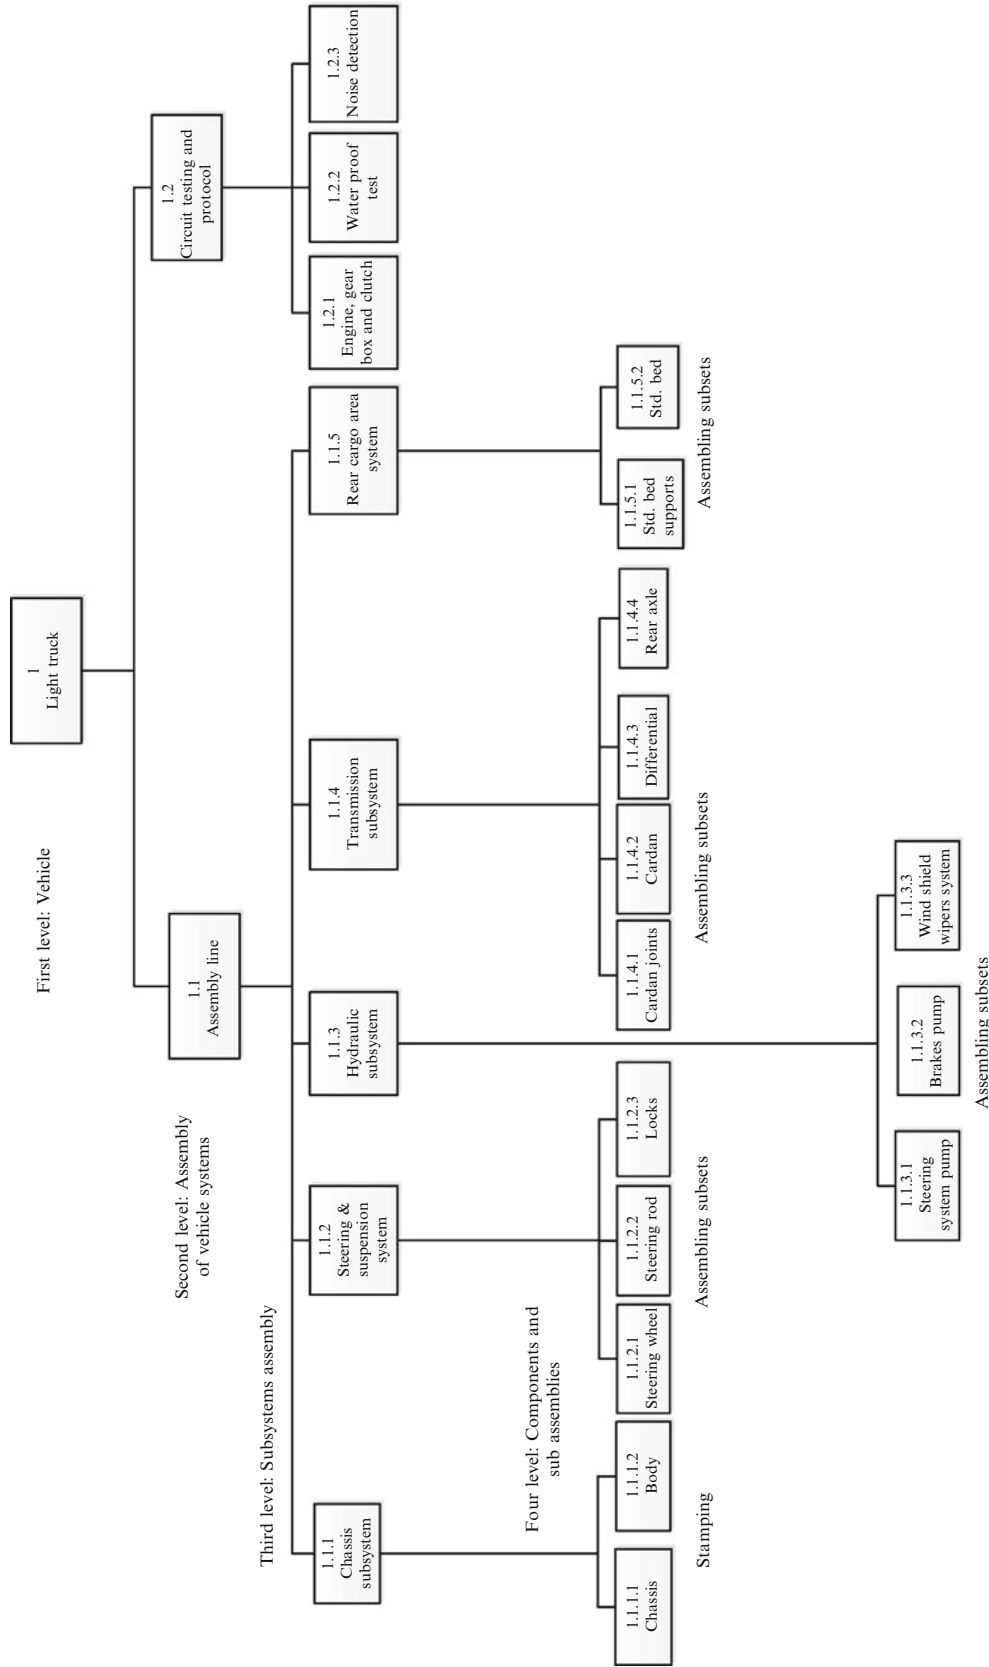 1
Light truck
First level: Vehicle
1.1
Assembly line
1.2
Circuit testing and
protocol
Second level: Assembly
of vehicle systems
Third level: Subsystems assembly
1.1.1
Chassis
subsystem
1.1.2
Steering &
suspension
system
1.1.3
Hydraulic
subsystem
1.1.4
Transmission
subsystem
1.1.5
Rear cargo area
system
1.2.1
Engine, gear
box and clutch
1.2.2
Water proof
test
1.2.3
Noise detection
Four level: Components and
sub assemblies
1.1.1.1
Chassis
1.1.1.2
Body
1.1.2.1
Steering wheel
1.1.2.2
Steering rod
1.1.2.3
Locks
1.1.4.1
Cardan joints
1.1.4.2
Cardan
1.1.4.3
Differential
1.1.4.4
Rear axle
1.1.5.1
Std. bed
supports
1.1.5.2
Std. bed
Stamping
Assembling subsets
Assembling subsets
Assembling subsets
1.1.3.1
Steering
system pump
1.1.3.2
Brakes pump
1.1.3.3
Wind shield
wipers system
Assembling subsets